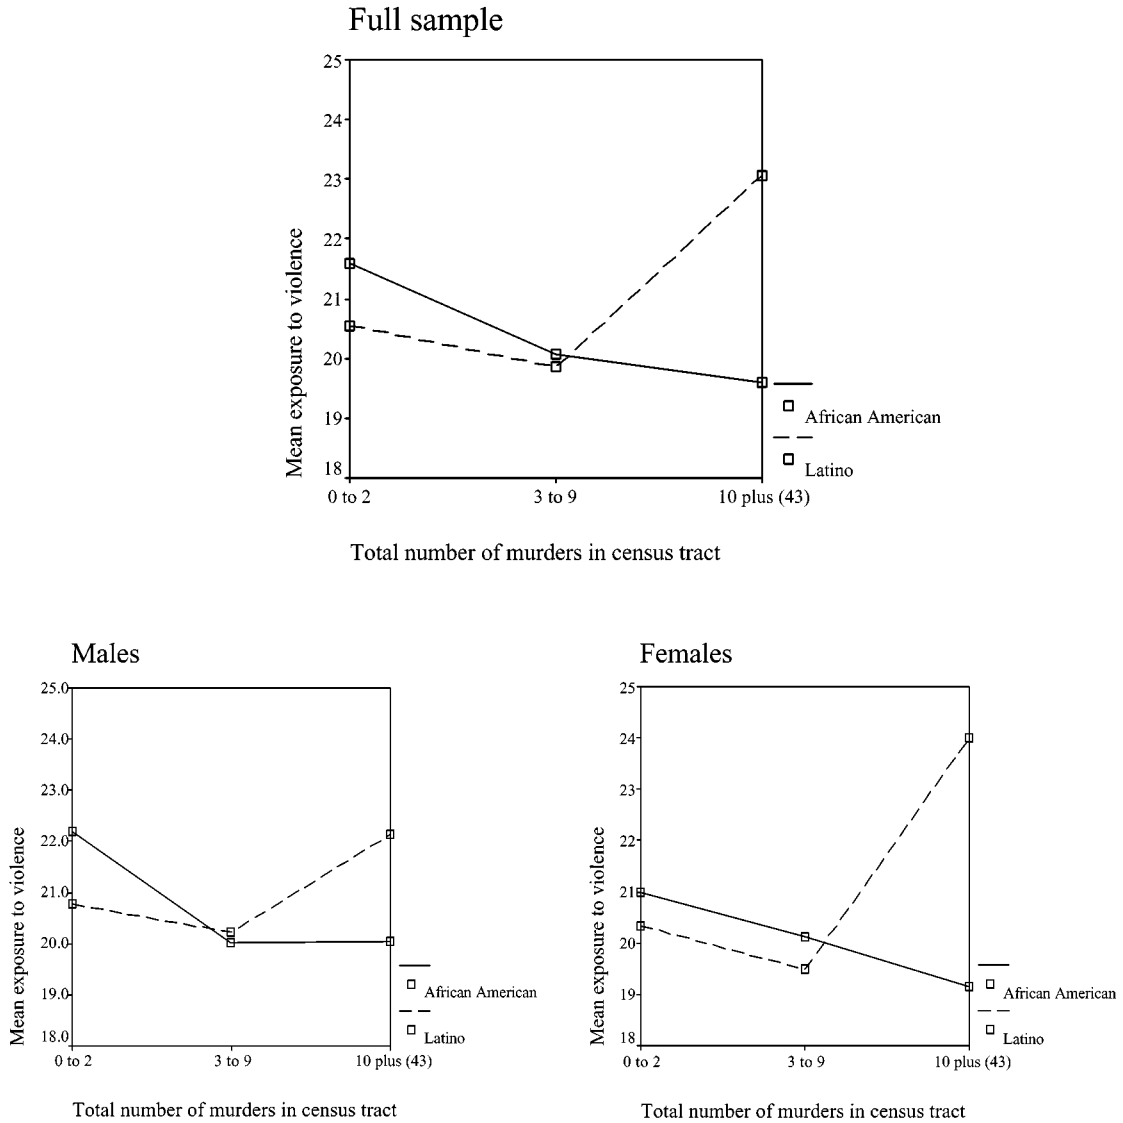 Full sample
25
24
23
22
21
20
19
18
Mean exposure to violence
0 to 2
3 to 9
10 plus (43)
Total number of murders in census tract
African American
Latino
Males
25.0
24.0
23.0
22.0
21.0
20.0
19.0
18.0
Mean exposure to violence
0 to 2
3 to 9
10 plus (43)
Total number of murders in census tract
African American
Latino
Females
25
24
23
22
21
20
19
18
Mean exposure to violence
0 to 2
3 to 9
10 plus (43)
Total number of murders in census tract
African American
Latino